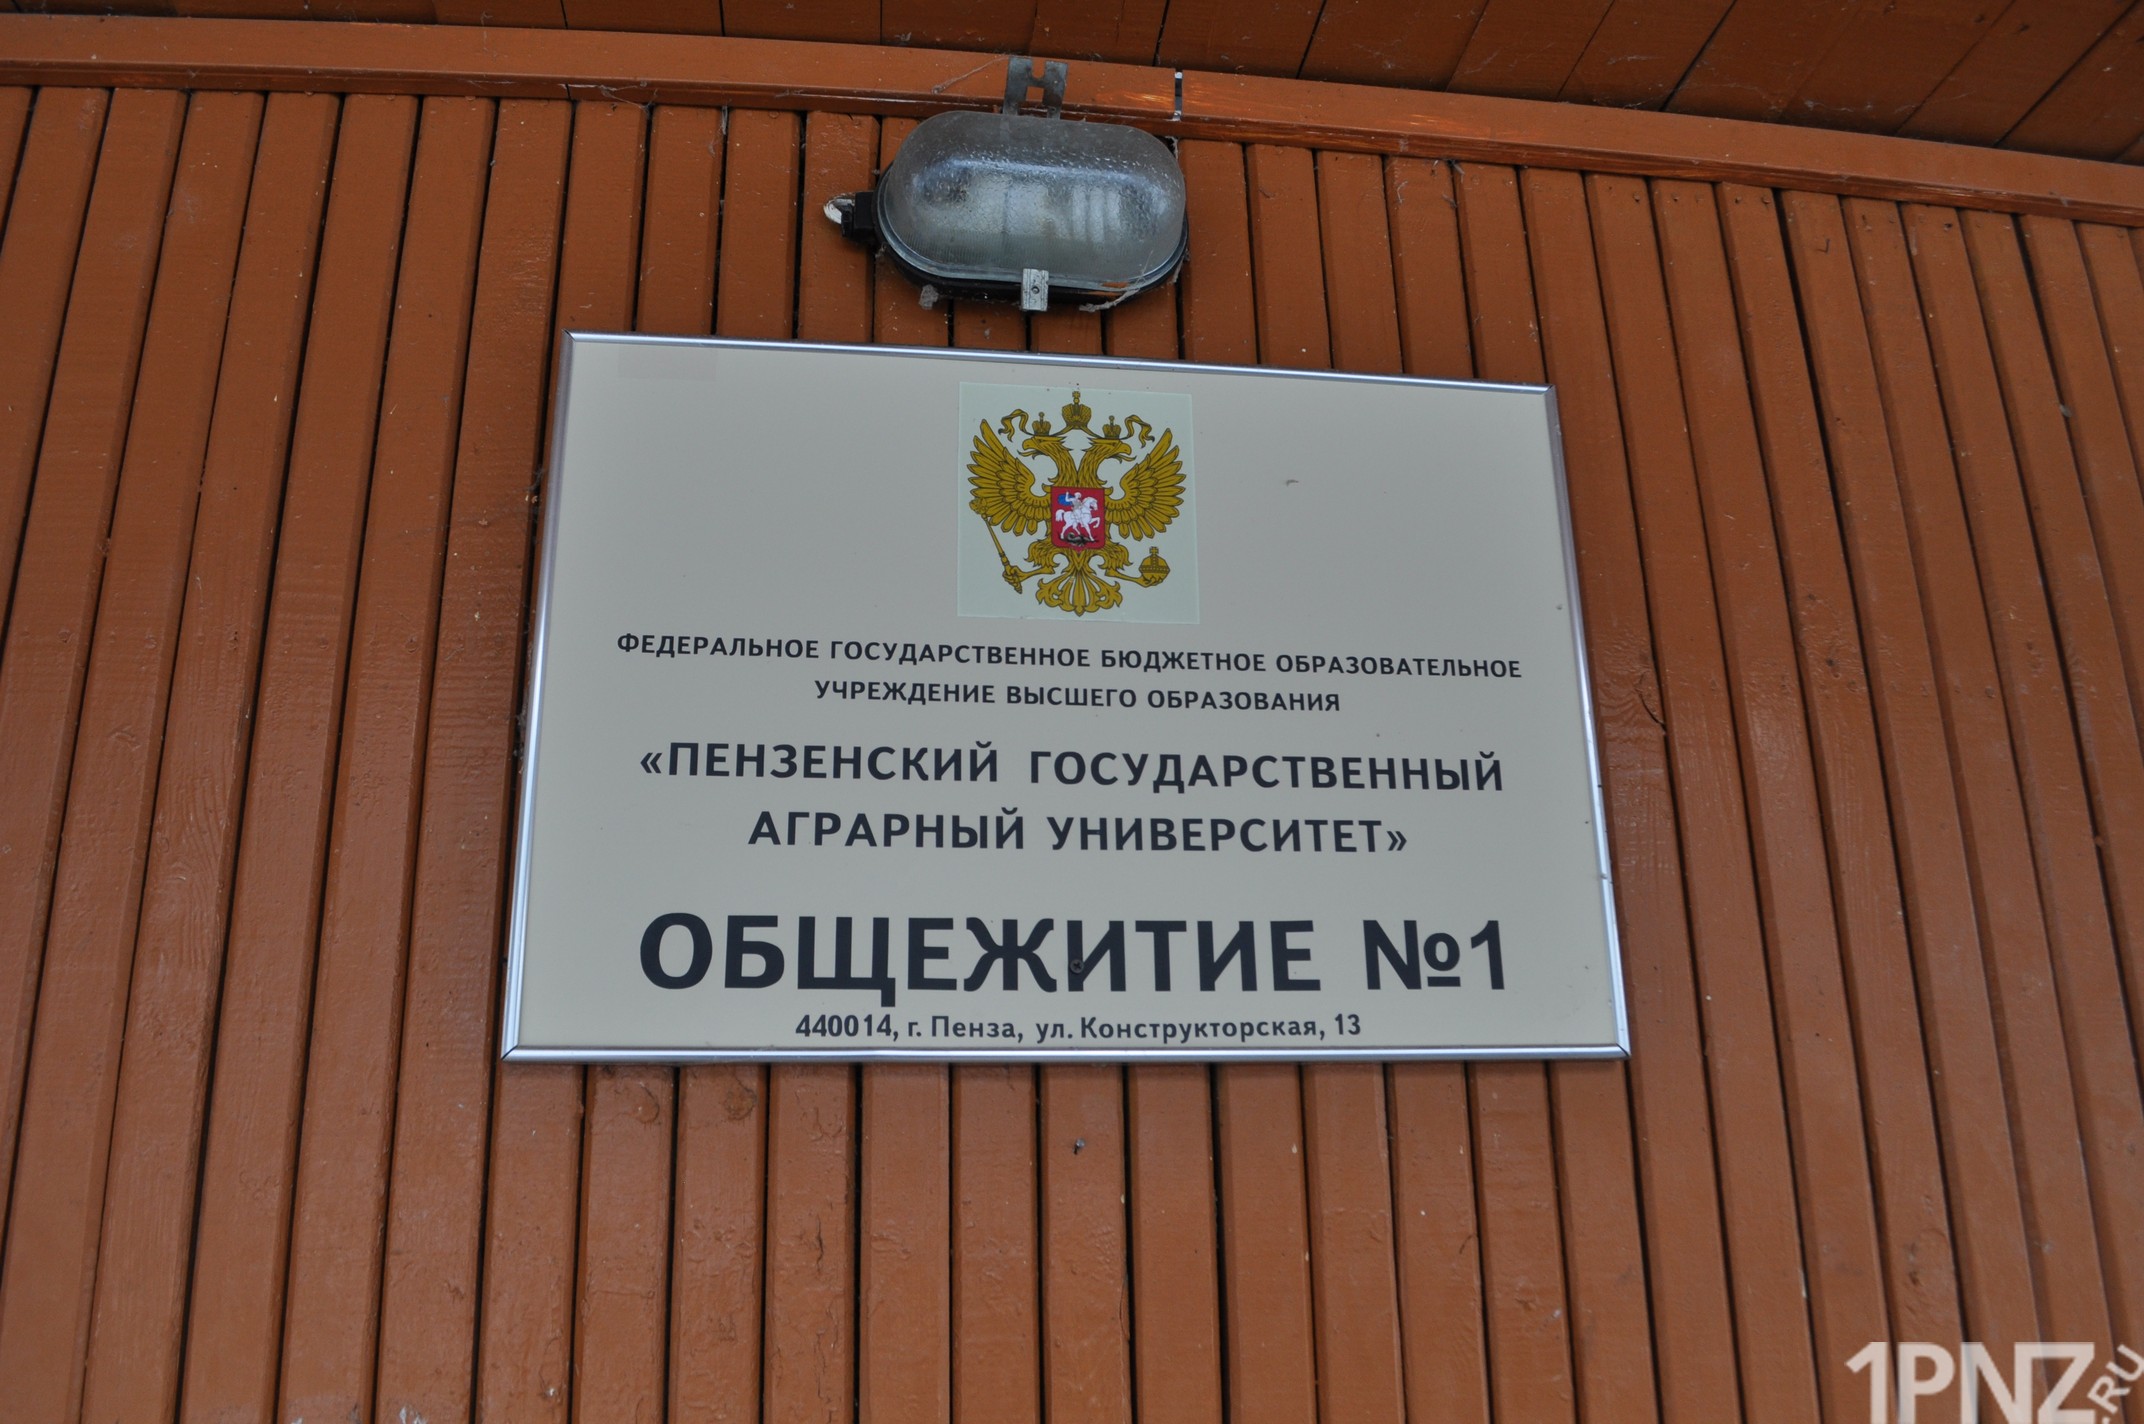 ФЕДЕРАЛЬНОЕ ГОСУДАРСТВЕННОЕ БЮДЖЕТНОЕ ОБРАЗОВАТЕЛЬНОЕ
УЧРЕЖДЕНИЕ ВЫСШЕГО ОБРАЗОВАНИЯ
«ПЕНЗЕНСКИЙ ГОСУДАРСТВЕННЫЙ
АГРАРНЫЙ УНИВЕРСИТЕТ»
ОБЩЕЖИТИЕ №1
440014, г. Пенза, ул. Конструкторская, 13
1PNZ.RU